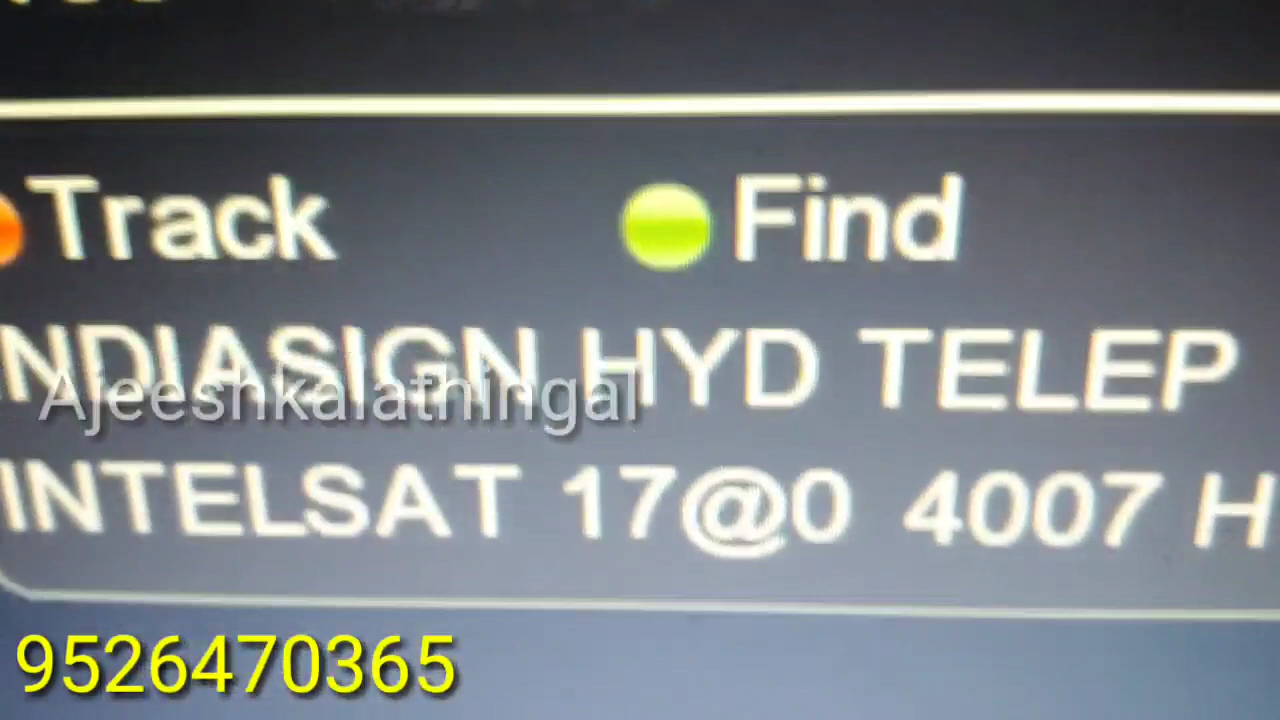 Track Find
NDIASIGN HYD TELEP
Ajeeshkalathingal
INTELSAT 17@0 4007 H
9526470365